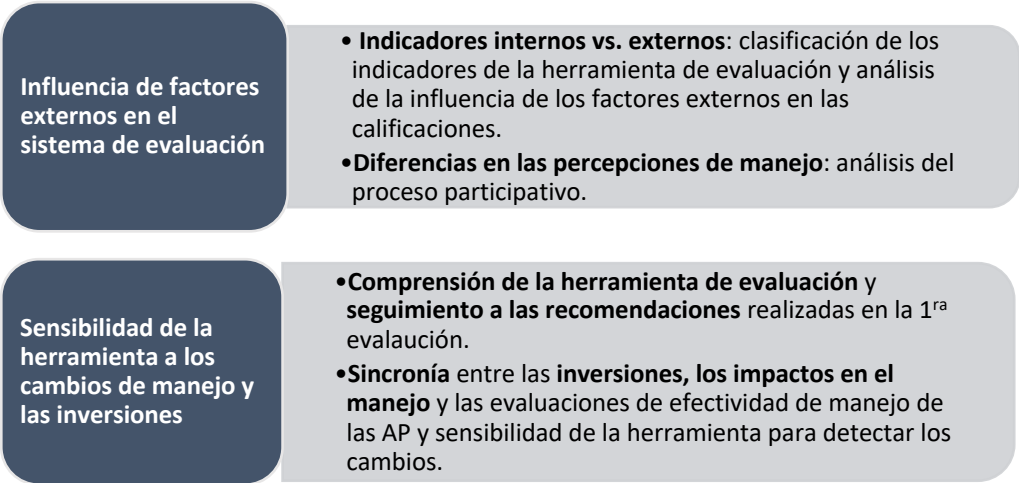 Influencia de factores
externos en el
sistema de evaluación
• Indicadores internos vs. externos: clasificación de los
indicadores de la herramienta de evaluación y análisis
de la influencia de los factores externos en las
calificaciones.
•Diferencias en las percepciones de manejo: análisis del
proceso participativo.
Sensibilidad de la
herramienta a los
cambios de manejo y
las inversiones
•Comprensión de la herramienta de evaluación y
seguimiento a las recomendaciones realizadas en la 1ra
evalaución.
•Sincronía entre las inversiones, los impactos en el
manejo y las evaluaciones de efectividad de manejo de
las AP y sensibilidad de la herramienta para detectar los
cambios.